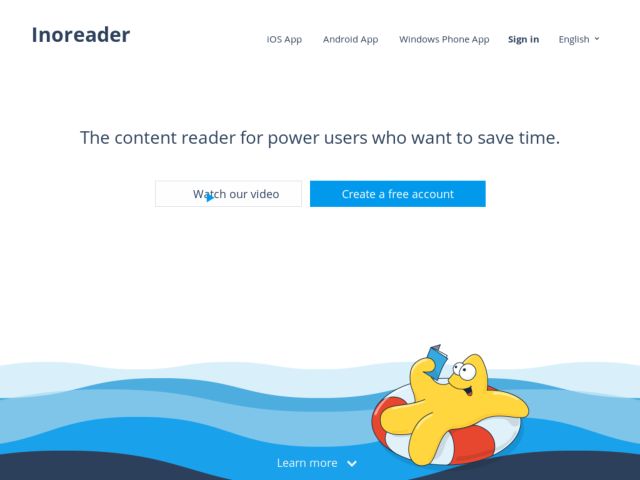 Inoreader
iOS App Android App Windows Phone App Sign in English
The content reader for power users who want to save time.
Watch our video Create a free account
Learn more